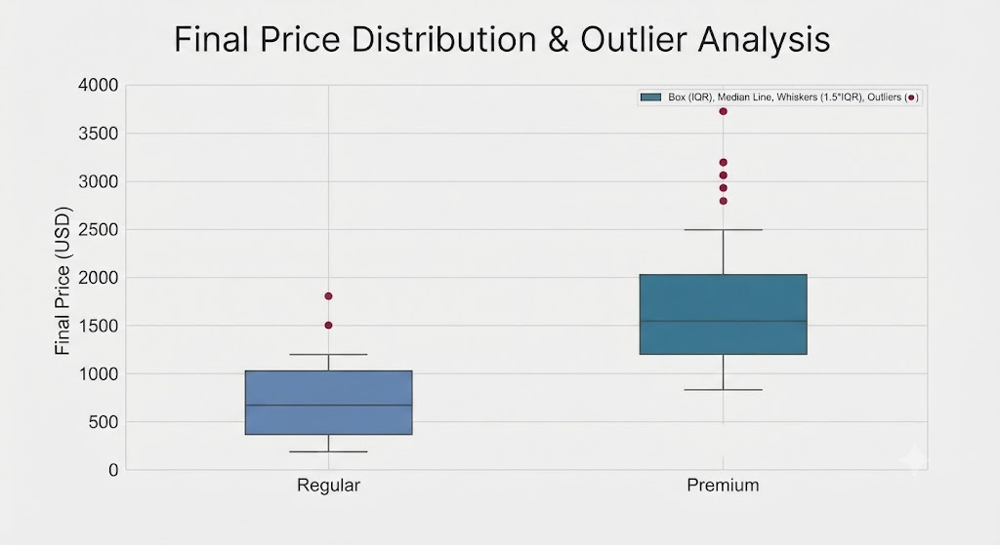 Final Price Distribution & Outlier Analysis
Box (IQR), Median Line, Whiskers (1.5*IQR), Outliers (●)
Final Price (USD)
4000
3500
3000
2500
2000
1500
1000
500
0
Regular
Premium